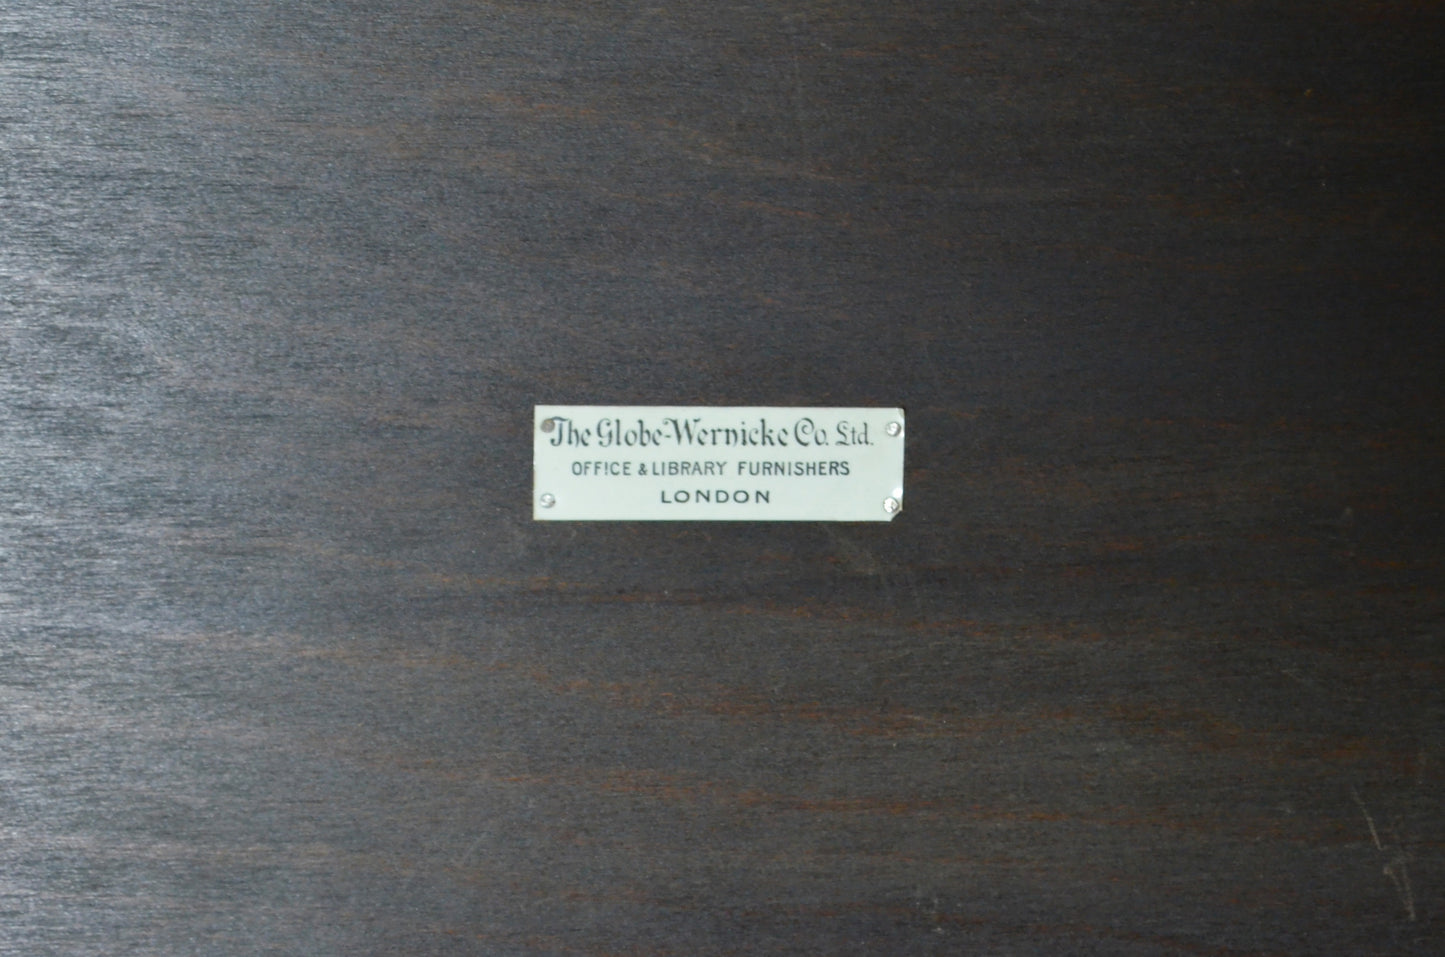 The Globe-Wernicke Co. Ltd.
OFFICE & LIBRARY FURNISHERS
LONDON